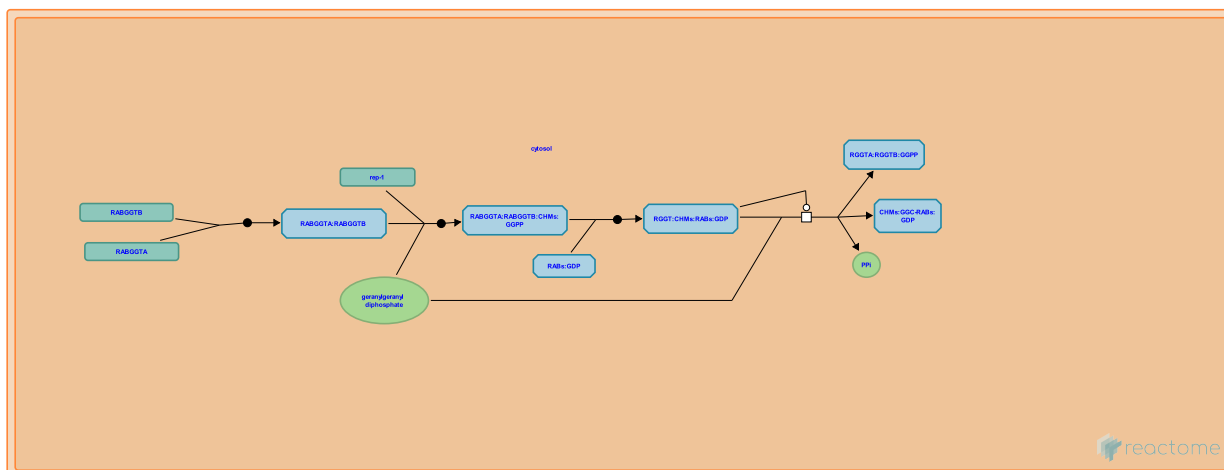 cytosol
RGGTA:RGGTB:GGPP
rep-1
RABGGTB
RABGGTA:RABGGTB
RABGGTA:RABGGTB:CHMs:
GGPP
RGGT:CHMs:RABs:GDP
CHMs:GGC-RABs:
GDP
RABGGTA
RABs:GDP
PPi
geranylgeranyl
diphosphate
reactome